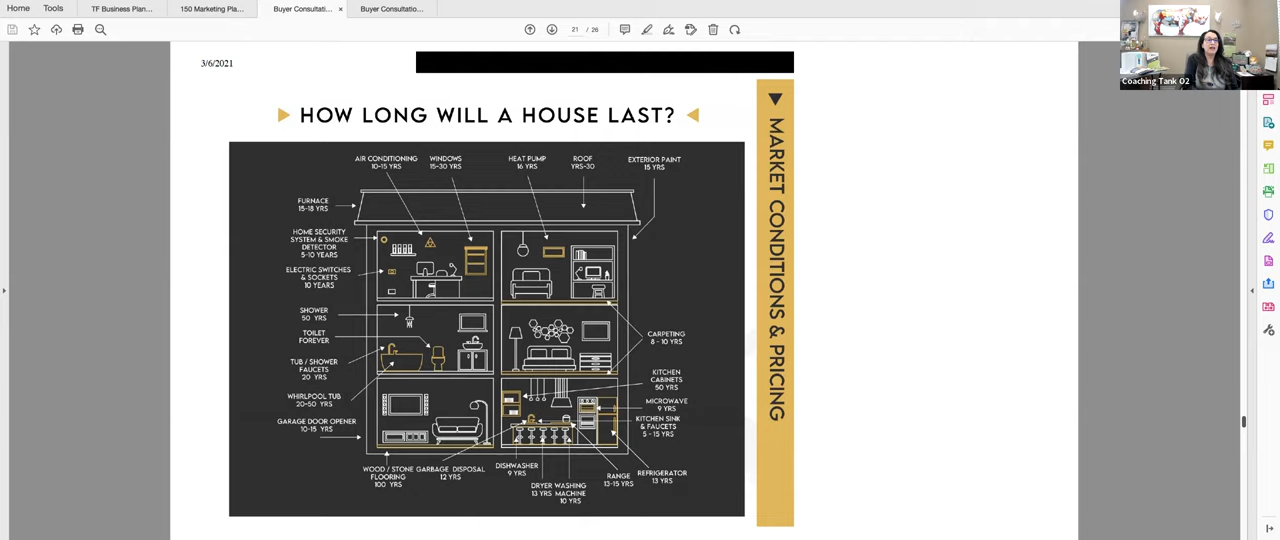 Home
Tools
TF Business Plan...
150 Marketing Pla...
Buyer Consultati... ×
Buyer Consultatio...
21 / 26
Coaching Tank 02
3/6/2021
HOW LONG WILL A HOUSE LAST?
MARKET CONDITIONS & PRICING
AIR CONDITIONING
10-15 YRS
WINDOWS
15-30 YRS
HEAT PUMP
16 YRS
ROOF
YRS-30
EXTERIOR PAINT
15 YRS
FURNACE
15-18 YRS
HOME SECURITY
SYSTEM & SMOKE
DETECTOR
5-10 YEARS
ELECTRIC SWITCHES
& SOCKETS
10 YEARS
SHOWER
50 YRS
TOILET
FOREVER
TUB / SHOWER
FAUCETS
20 YRS
WHIRLPOOL TUB
20-50 YRS
GARAGE DOOR OPENER
10-15 YRS
CARPETING
8 - 10 YRS
KITCHEN
CABINETS
50 YRS
MICROWAVE
9 YRS
KITCHEN SINK
& FAUCETS
5 - 15 YRS
WOOD / STONE
FLOORING
100 YRS
GARBAGE DISPOSAL
12 YRS
DISHWASHER
9 YRS
DRYER
13 YRS
WASHING
MACHINE
10 YRS
RANGE
13-15 YRS
REFRIGERATOR
13 YRS